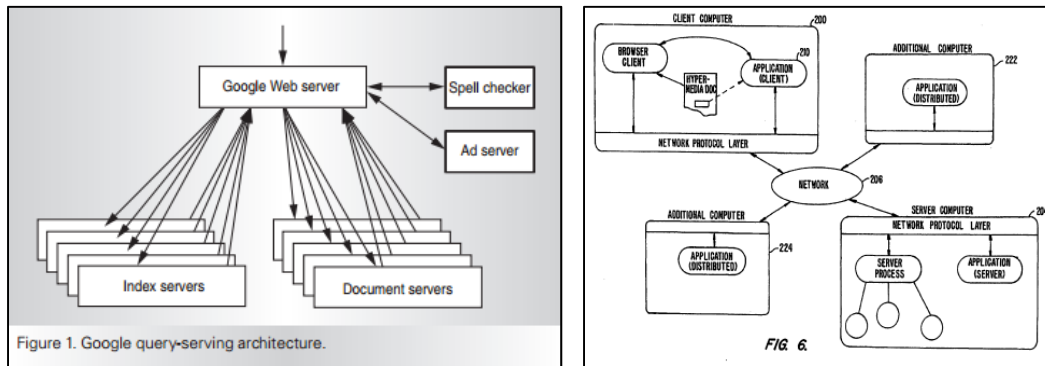 Google Web server
Spell checker
Ad server
Index servers
Document servers
Figure 1. Google query-serving architecture.
CLIENT COMPUTER
200
BROWSER
CLIENT
210
APPLICATION
(CLIENT)
HYPER-
MEDIA DOC
NETWORK PROTOCOL LAYER
ADDITIONAL COMPUTER
222
APPLICATION
(DISTRIBUTED)
NETWORK
206
ADDITIONAL COMPUTER
224
APPLICATION
(DISTRIBUTED)
SERVER COMPUTER
NETWORK PROTOCOL LAYER
SERVER
PROCESS
APPLICATION
(SERVER)
FIG. 6.